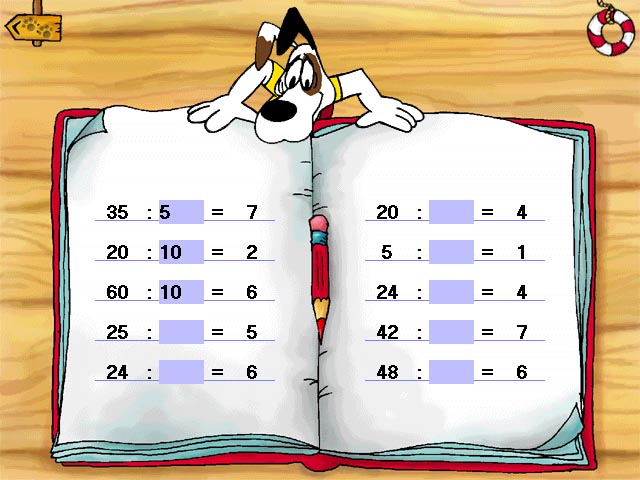 35 : 5 = 7
20 : 10 = 2
60 : 10 = 6
25 : = 5
24 : = 6
20 : = 4
5 : = 1
24 : = 4
42 : = 7
48 : = 6